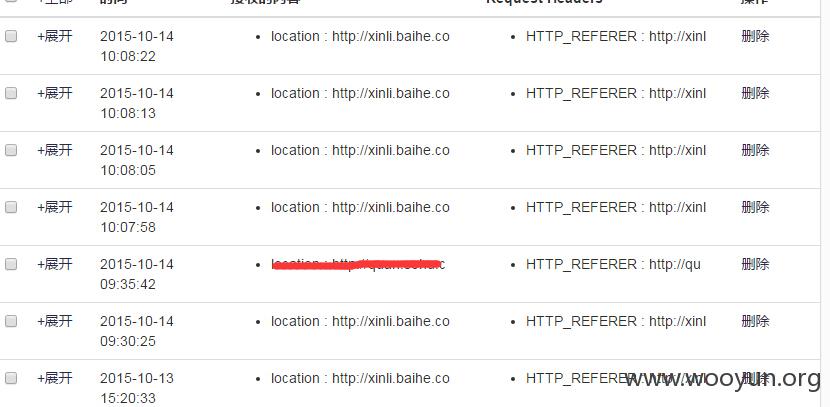 +全部 时间 接收的内容 Request Headers 操作
+展开 2015-10-14 10:08:22 location : http://xinli.baihe.co HTTP_REFERER : http://xinl 删除
+展开 2015-10-14 10:08:13 location : http://xinli.baihe.co HTTP_REFERER : http://xinl 删除
+展开 2015-10-14 10:08:05 location : http://xinli.baihe.co HTTP_REFERER : http://xinl 删除
+展开 2015-10-14 10:07:58 location : http://xinli.baihe.co HTTP_REFERER : http://xinl 删除
+展开 2015-10-14 09:35:42 HTTP_REFERER : http://qu 删除
+展开 2015-10-14 09:30:25 location : http://xinli.baihe.co HTTP_REFERER : http://xinl 删除
+展开 2015-10-13 15:20:33 location : http://xinli.baihe.co HTTP_REFERER : http://xinl 删除
www.wooyun.org